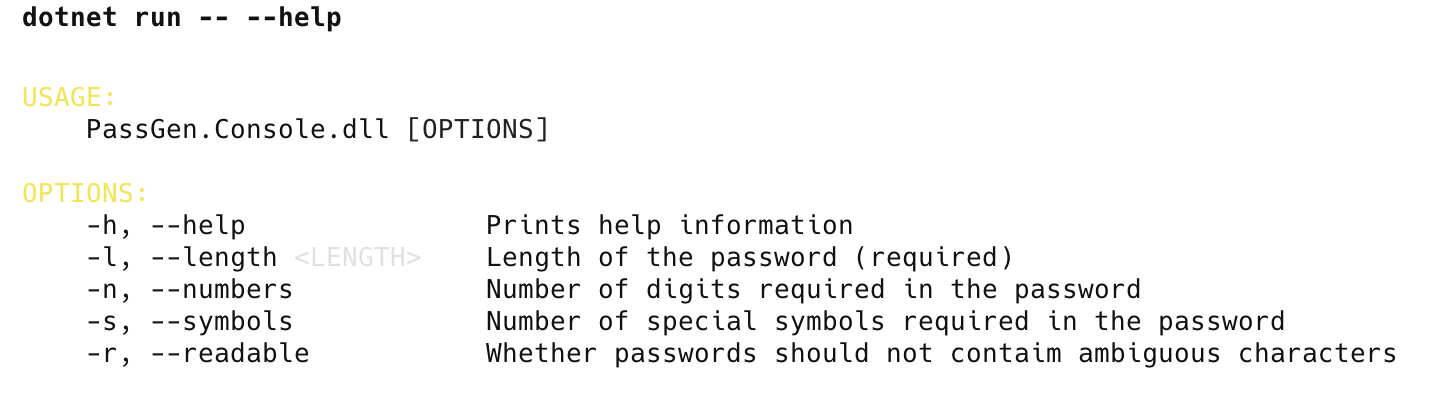 dotnet run -- --help
USAGE:
PassGen.Console.dll [OPTIONS]
OPTIONS:
-h, --help Prints help information
-l, --length <LENGTH> Length of the password (required)
-n, --numbers Number of digits required in the password
-s, --symbols Number of special symbols required in the password
-r, --readable Whether passwords should not contaim ambiguous characters